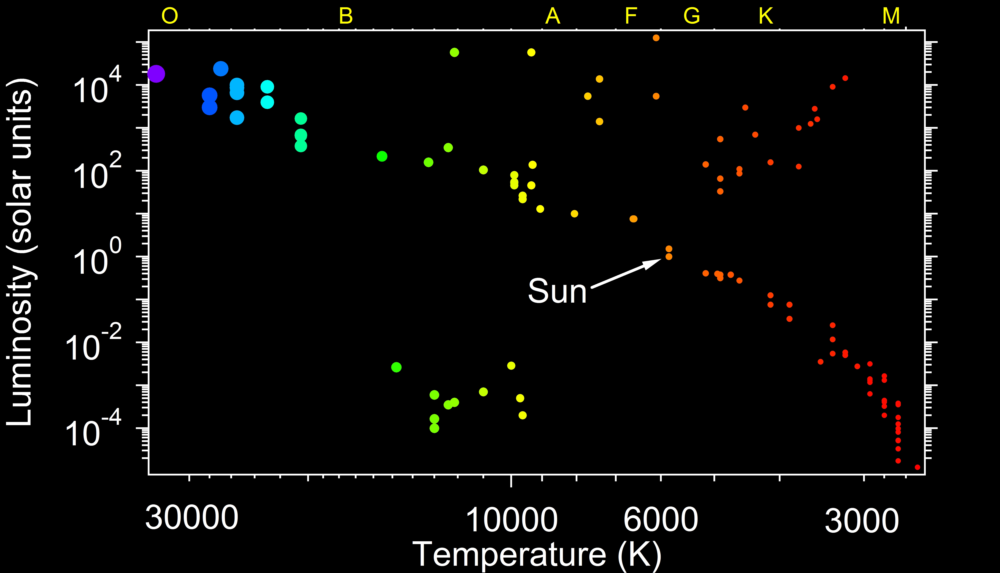 O B A F G K M
Luminosity (solar units)
10^4
10^2
10^0
Sun
10^-2
10^-4
30000 10000 6000 3000
Temperature (K)